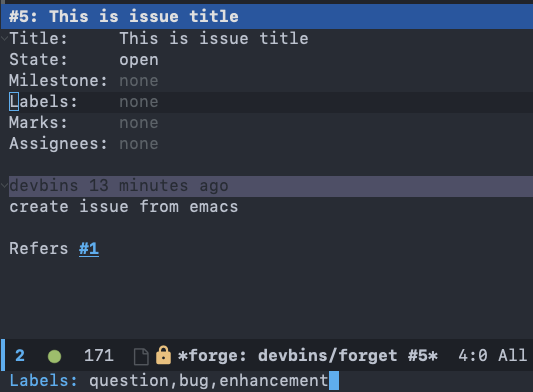 #5: This is issue title
Title: This is issue title
State: open
Milestone: none
Labels: none
Marks: none
Assignees: none
devbins 13 minutes ago
create issue from emacs
Refers #1
2 171 *forge: devbins/forget #5* 4:0 All
Labels: question,bug,enhancement